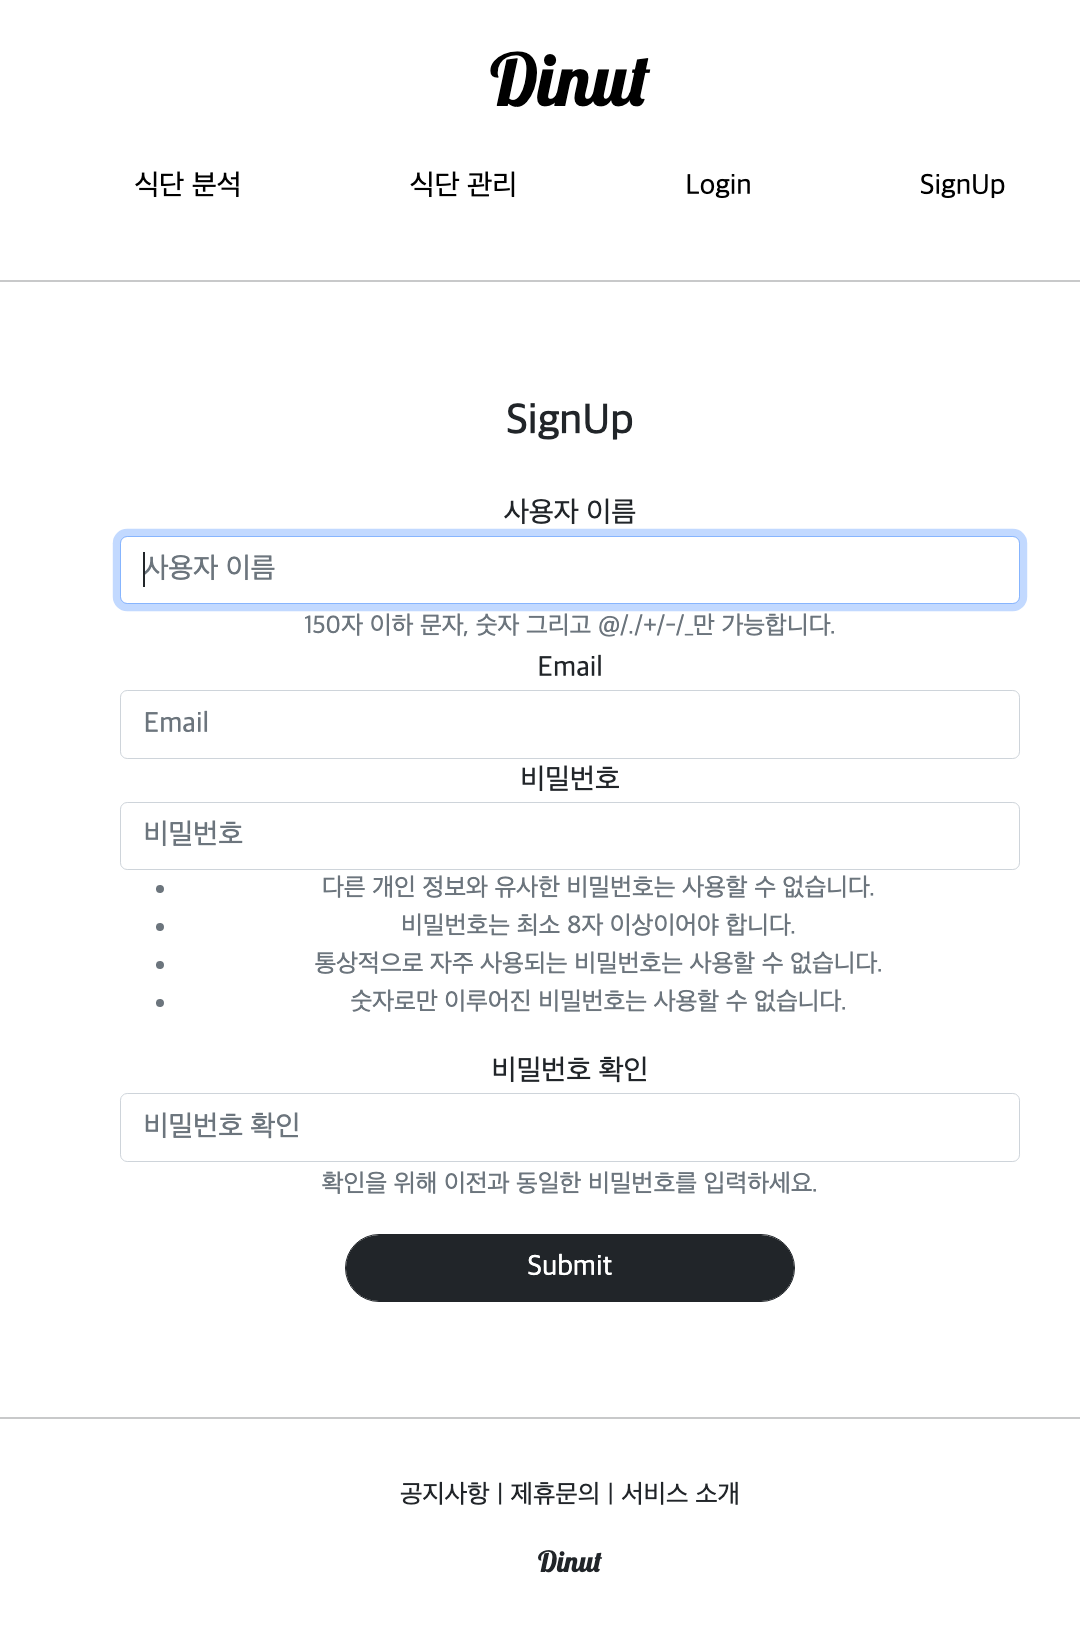 Dinut
식단 분석 식단 관리 Login SignUp
SignUp
사용자 이름
사용자 이름
150자 이하 문자, 숫자 그리고 @/./+/-/_만 가능합니다.
Email
Email
비밀번호
비밀번호
• 다른 개인 정보와 유사한 비밀번호는 사용할 수 없습니다.
• 비밀번호는 최소 8자 이상이어야 합니다.
• 통상적으로 자주 사용되는 비밀번호는 사용할 수 없습니다.
• 숫자로만 이루어진 비밀번호는 사용할 수 없습니다.
비밀번호 확인
비밀번호 확인
확인을 위해 이전과 동일한 비밀번호를 입력하세요.
Submit
공지사항 | 제휴문의 | 서비스 소개
Dinut